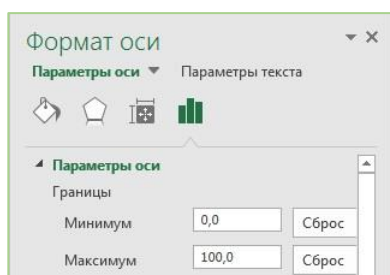 Формат оси
Параметры оси Параметры текста
Параметры оси
Границы
Минимум 0,0 Сброс
Максимум 100,0 Сброс